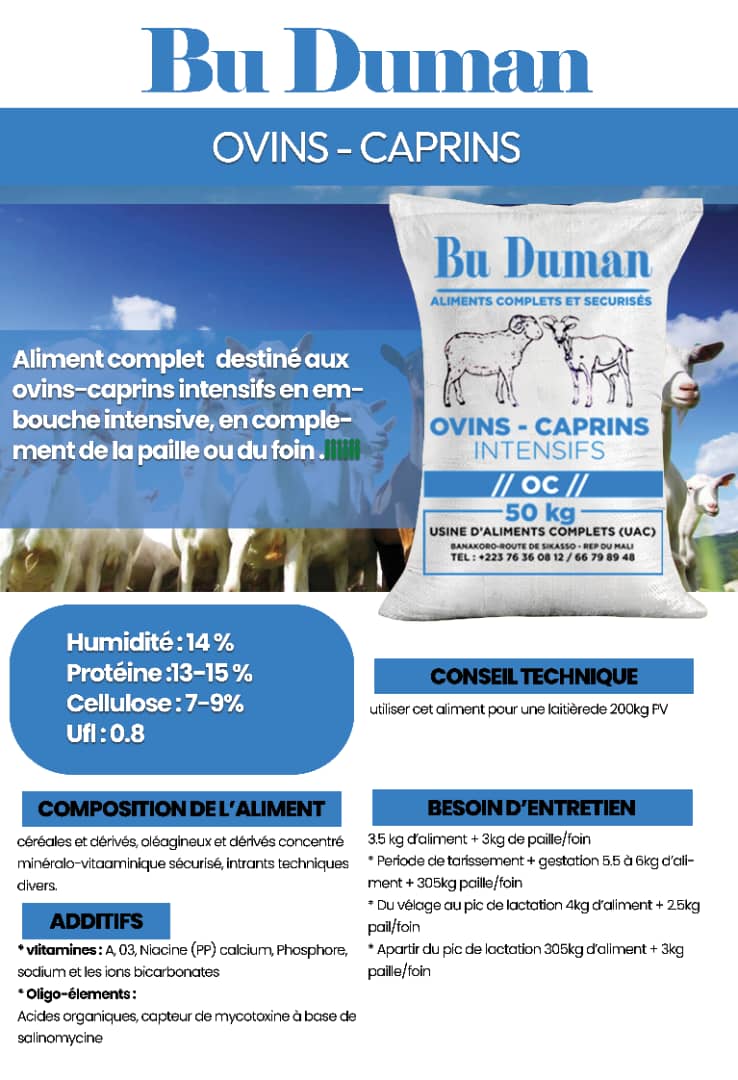 Bu Duman
OVINS - CAPRINS
Aliment complet destiné aux
ovins-caprins intensifs en em-
bouche intensive, en comple-
ment de la paille ou du foin .
Bu Duman
ALIMENTS COMPLETS ET SECURISÉS
OVINS - CAPRINS
INTENSIFS
// OC //
50 kg
USINE D'ALIMENTS COMPLETS (UAC)
BANAKORO-ROUTE DE SIKASSO - REP DU MALI
TEL : +223 76 36 08 12 / 66 79 89 48
Humidité : 14 %
Protéine :13-15 %
Cellulose : 7-9%
Ufl : 0.8
CONSEIL TECHNIQUE
utiliser cet aliment pour une laitièrede 200kg PV
COMPOSITION DE L'ALIMENT
céréales et dérivés, oléagineux et dérivés concentré
minéralo-vitaaminique sécurisé, intrants techniques
divers.
ADDITIFS
* vlitamines : A, 03, Niacine (PP) calcium, Phosphore,
sodium et les ions bicarbonates
* Oligo-élements :
Acides organiques, capteur de mycotoxine à base de
salinomycine
BESOIN D'ENTRETIEN
3.5 kg d'aliment + 3kg de paille/foin
* Periode de tarissement + gestation 5.5 à 6kg d'ali-
ment + 305kg paille/foin
* Du vélage au pic de lactation 4kg d'aliment + 2.5kg
pail/foin
* Apartir du pic de lactation 305kg d'aliment + 3kg
paille/foin